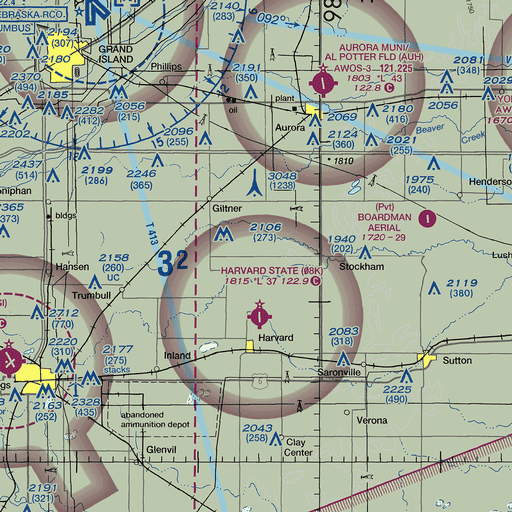 NEBRASKA RCO
2194
(307)
2180
GRAND
ISLAND
Phillips
2140
(283)
092°
86
AURORA MUNI/
AL POTTER FLD (AUH)
AWOS-3 121.225
1803 *L 43
122.8 C
2081
(348)
1750
2370
(494)
2185
2282
(412)
2056
(215)
2191
(350)
oil
plant
Aurora
2069
2180
(416)
2056
2202
2096
(255)
15
2124
(360)
2021
(255)
Beaver
Creek
1810
2437
(514)
2199
(286)
2246
(365)
3048
(1238)
1975
(240)
Henderson
bldgs
Giltner
(Pvt)
BOARDMAN
AERIAL
1720 - 29
2365
(373)
T 413
2106
(273)
1940
(202)
Stockham
32
Hansen
2158
(260)
UC
Trumbull
HARVARD STATE (08K)
1815 *L 37 122.9 C
2119
(380)
2712
(770)
2220
(310)
2177
(275)
stacks
Inland
Harvard
2083
(318)
Saronville
Sutton
6
2163
(252)
2328
(435)
2225
(490)
abandoned
ammunition depot
Glenvil
2043
(258)
Clay
Center
Verona
2191
(321)